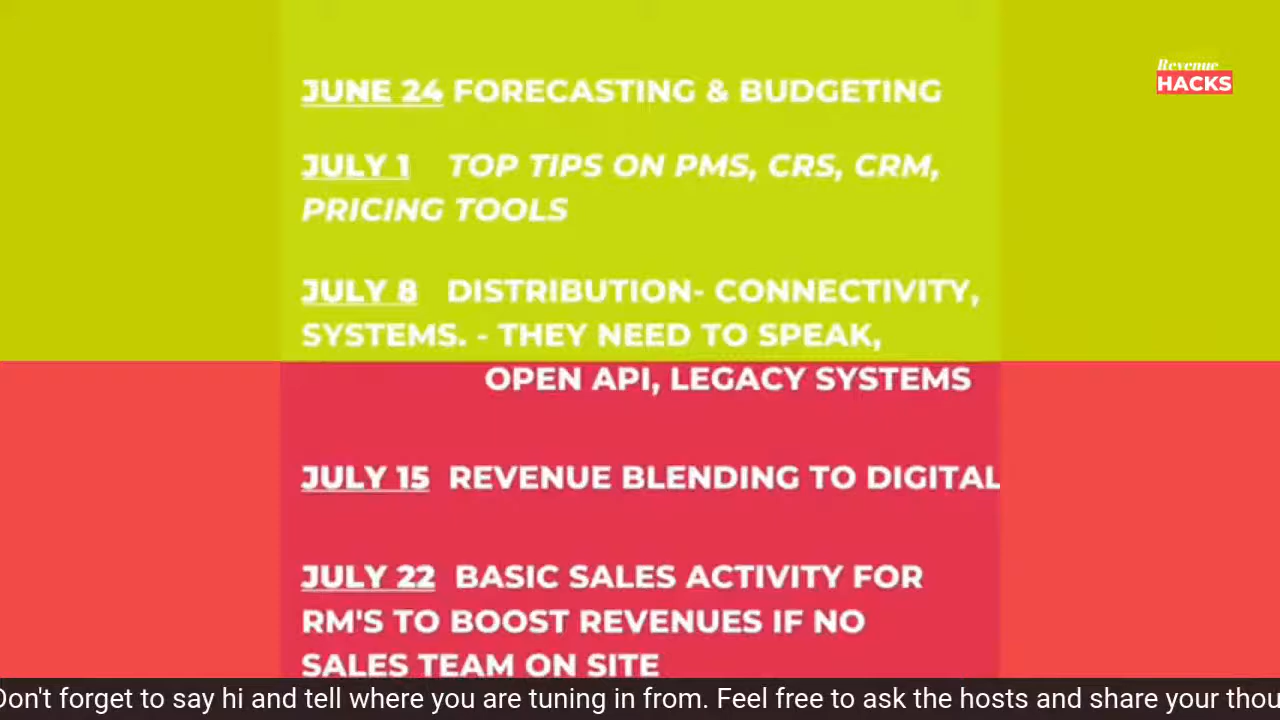 Revenue
HACKS
JUNE 24 FORECASTING & BUDGETING
JULY 1 TOP TIPS ON PMS, CRS, CRM,
PRICING TOOLS
JULY 8 DISTRIBUTION- CONNECTIVITY,
SYSTEMS. - THEY NEED TO SPEAK,
OPEN API, LEGACY SYSTEMS
JULY 15 REVENUE BLENDING TO DIGITAL
JULY 22 BASIC SALES ACTIVITY FOR
RM'S TO BOOST REVENUES IF NO
SALES TEAM ON SITE
Don't forget to say hi and tell where you are tuning in from. Feel free to ask the hosts and share your thou